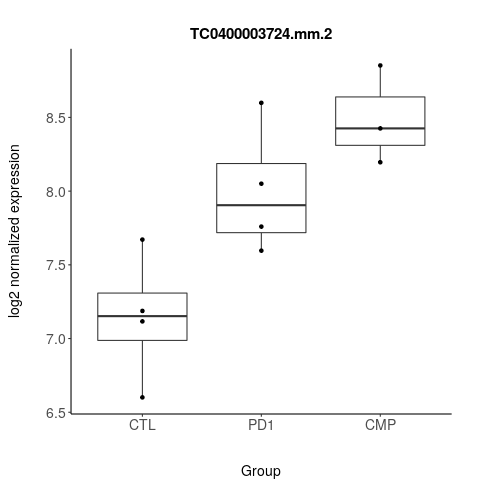 TC0400003724.mm.2
log2 normalized expression
8.5
8.0
7.5
7.0
6.5
CTL
PD1
CMP
Group